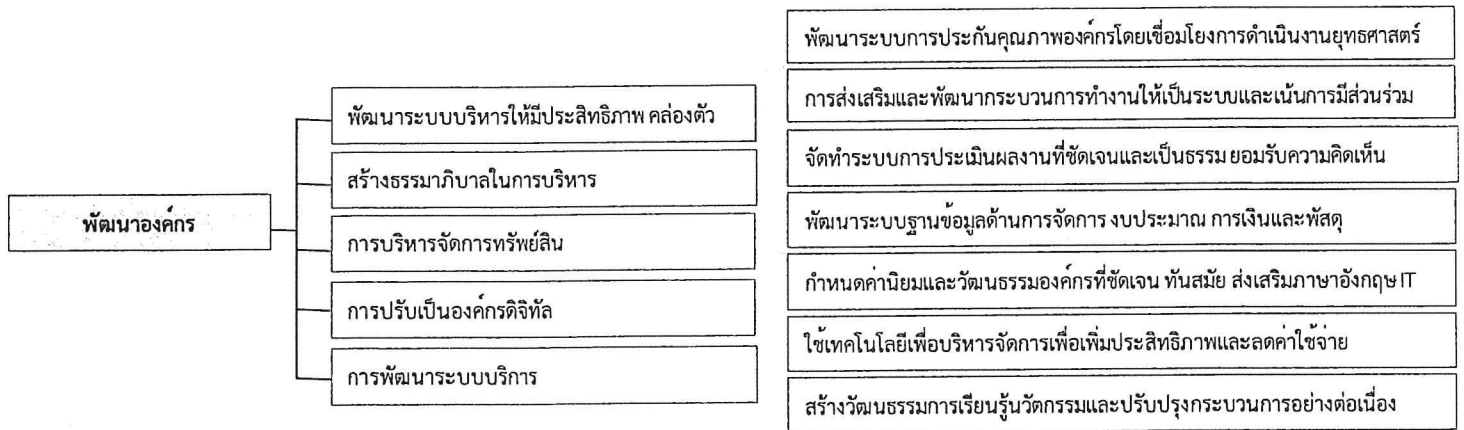 พัฒนาองค์กร
พัฒนาระบบบริหารให้มีประสิทธิภาพ คล่องตัว
สร้างธรรมาภิบาลในการบริหาร
การบริหารจัดการทรัพย์สิน
การปรับเป็นองค์กรดิจิทัล
การพัฒนาระบบบริการ
พัฒนาระบบการประกันคุณภาพองค์กรโดยเชื่อมโยงการดำเนินงานยุทธศาสตร์
การส่งเสริมและพัฒนากระบวนการทำงานให้เป็นระบบและเน้นการมีส่วนร่วม
จัดทำระบบการประเมินผลงานที่ชัดเจนและเป็นธรรม ยอมรับความคิดเห็น
พัฒนาระบบฐานข้อมูลด้านการจัดการ งบประมาณ การเงินและพัสดุ
กำหนดค่านิยมและวัฒนธรรมองค์กรที่ชัดเจน ทันสมัย ส่งเสริมภาษาอังกฤษ IT
ใช้เทคโนโลยีเพื่อบริหารจัดการเพื่อเพิ่มประสิทธิภาพและลดค่าใช้จ่าย
สร้างวัฒนธรรมการเรียนรู้นวัตกรรมและปรับปรุงกระบวนการอย่างต่อเนื่อง